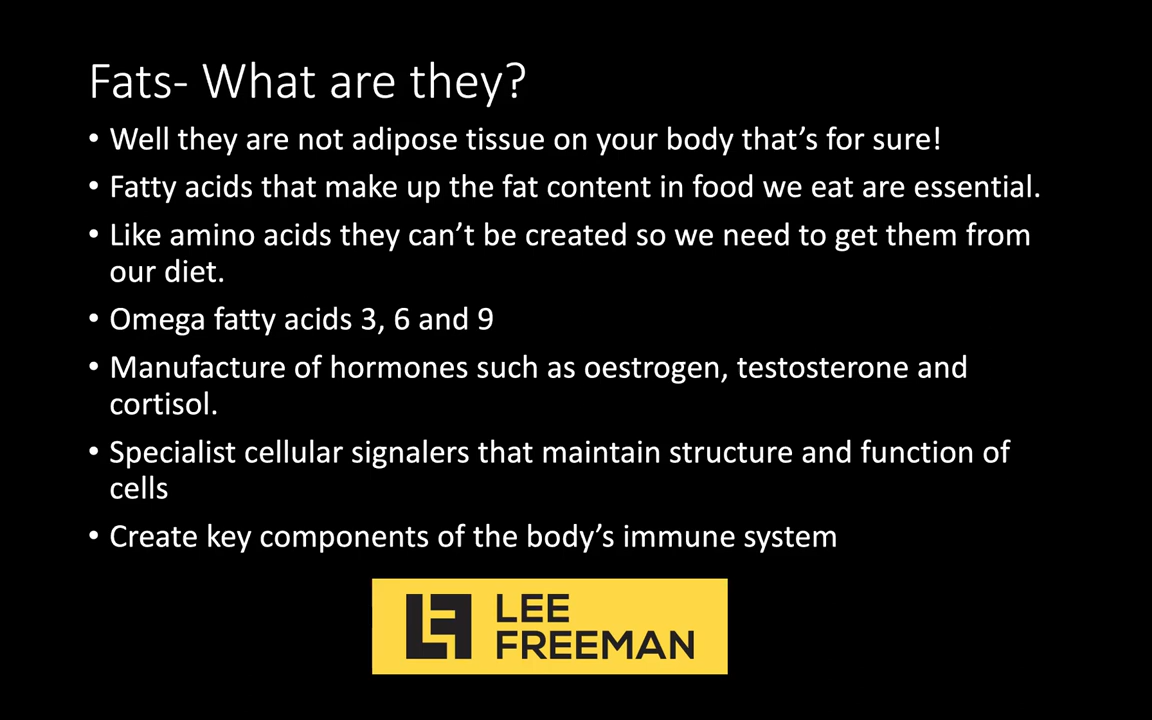 Fats- What are they?
• Well they are not adipose tissue on your body that’s for sure!
• Fatty acids that make up the fat content in food we eat are essential.
• Like amino acids they can’t be created so we need to get them from
our diet.
• Omega fatty acids 3, 6 and 9
• Manufacture of hormones such as oestrogen, testosterone and
cortisol.
• Specialist cellular signalers that maintain structure and function of
cells
• Create key components of the body’s immune system
LEE
FREEMAN